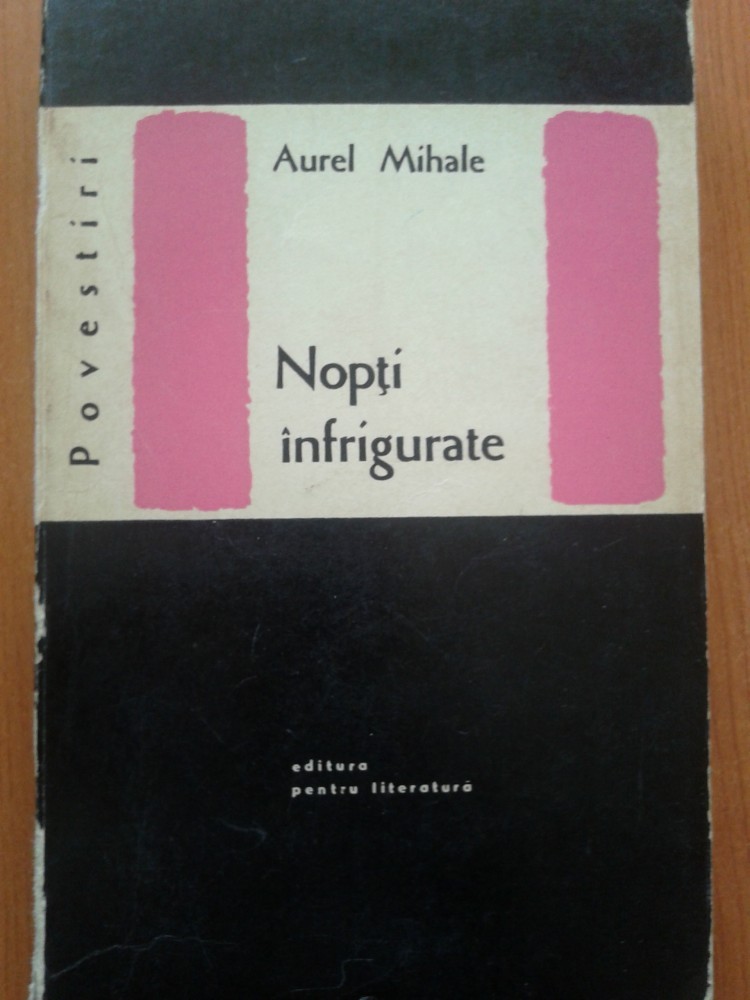 Povestiri
Aurel Mihale
Nopţi
înfrigurate
editura
pentru literatură